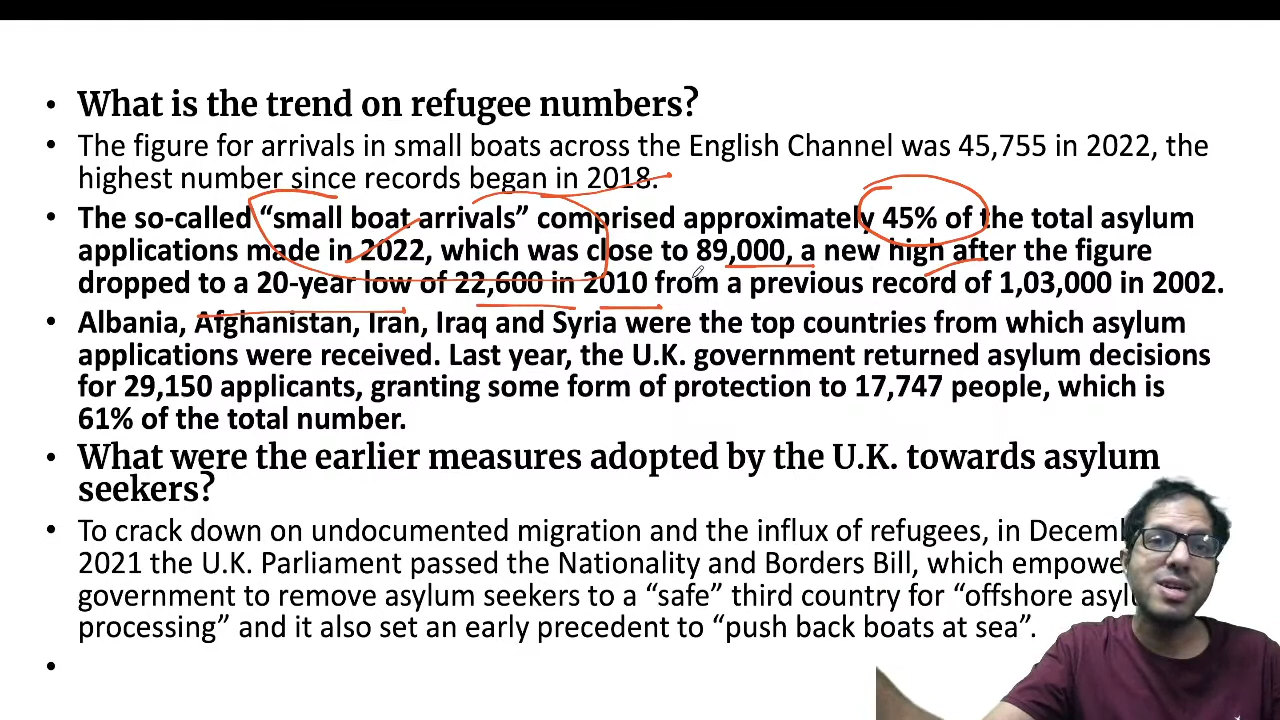 • What is the trend on refugee numbers?
• The figure for arrivals in small boats across the English Channel was 45,755 in 2022, the
highest number since records began in 2018.
• The so-called “small boat arrivals” comprised approximately 45% of the total asylum
applications made in 2022, which was close to 89,000, a new high after the figure
dropped to a 20-year low of 22,600 in 2010 from a previous record of 1,03,000 in 2002.
• Albania, Afghanistan, Iran, Iraq and Syria were the top countries from which asylum
applications were received. Last year, the U.K. government returned asylum decisions
for 29,150 applicants, granting some form of protection to 17,747 people, which is
61% of the total number.
• What were the earlier measures adopted by the U.K. towards asylum
seekers?
• To crack down on undocumented migration and the influx of refugees, in
2021 the U.K. Parliament passed the Nationality and Borders Bill, which
government to remove asylum seekers to a “safe” third country for “offshore
processing” and it also set an early precedent to “push back boats at sea”.
•